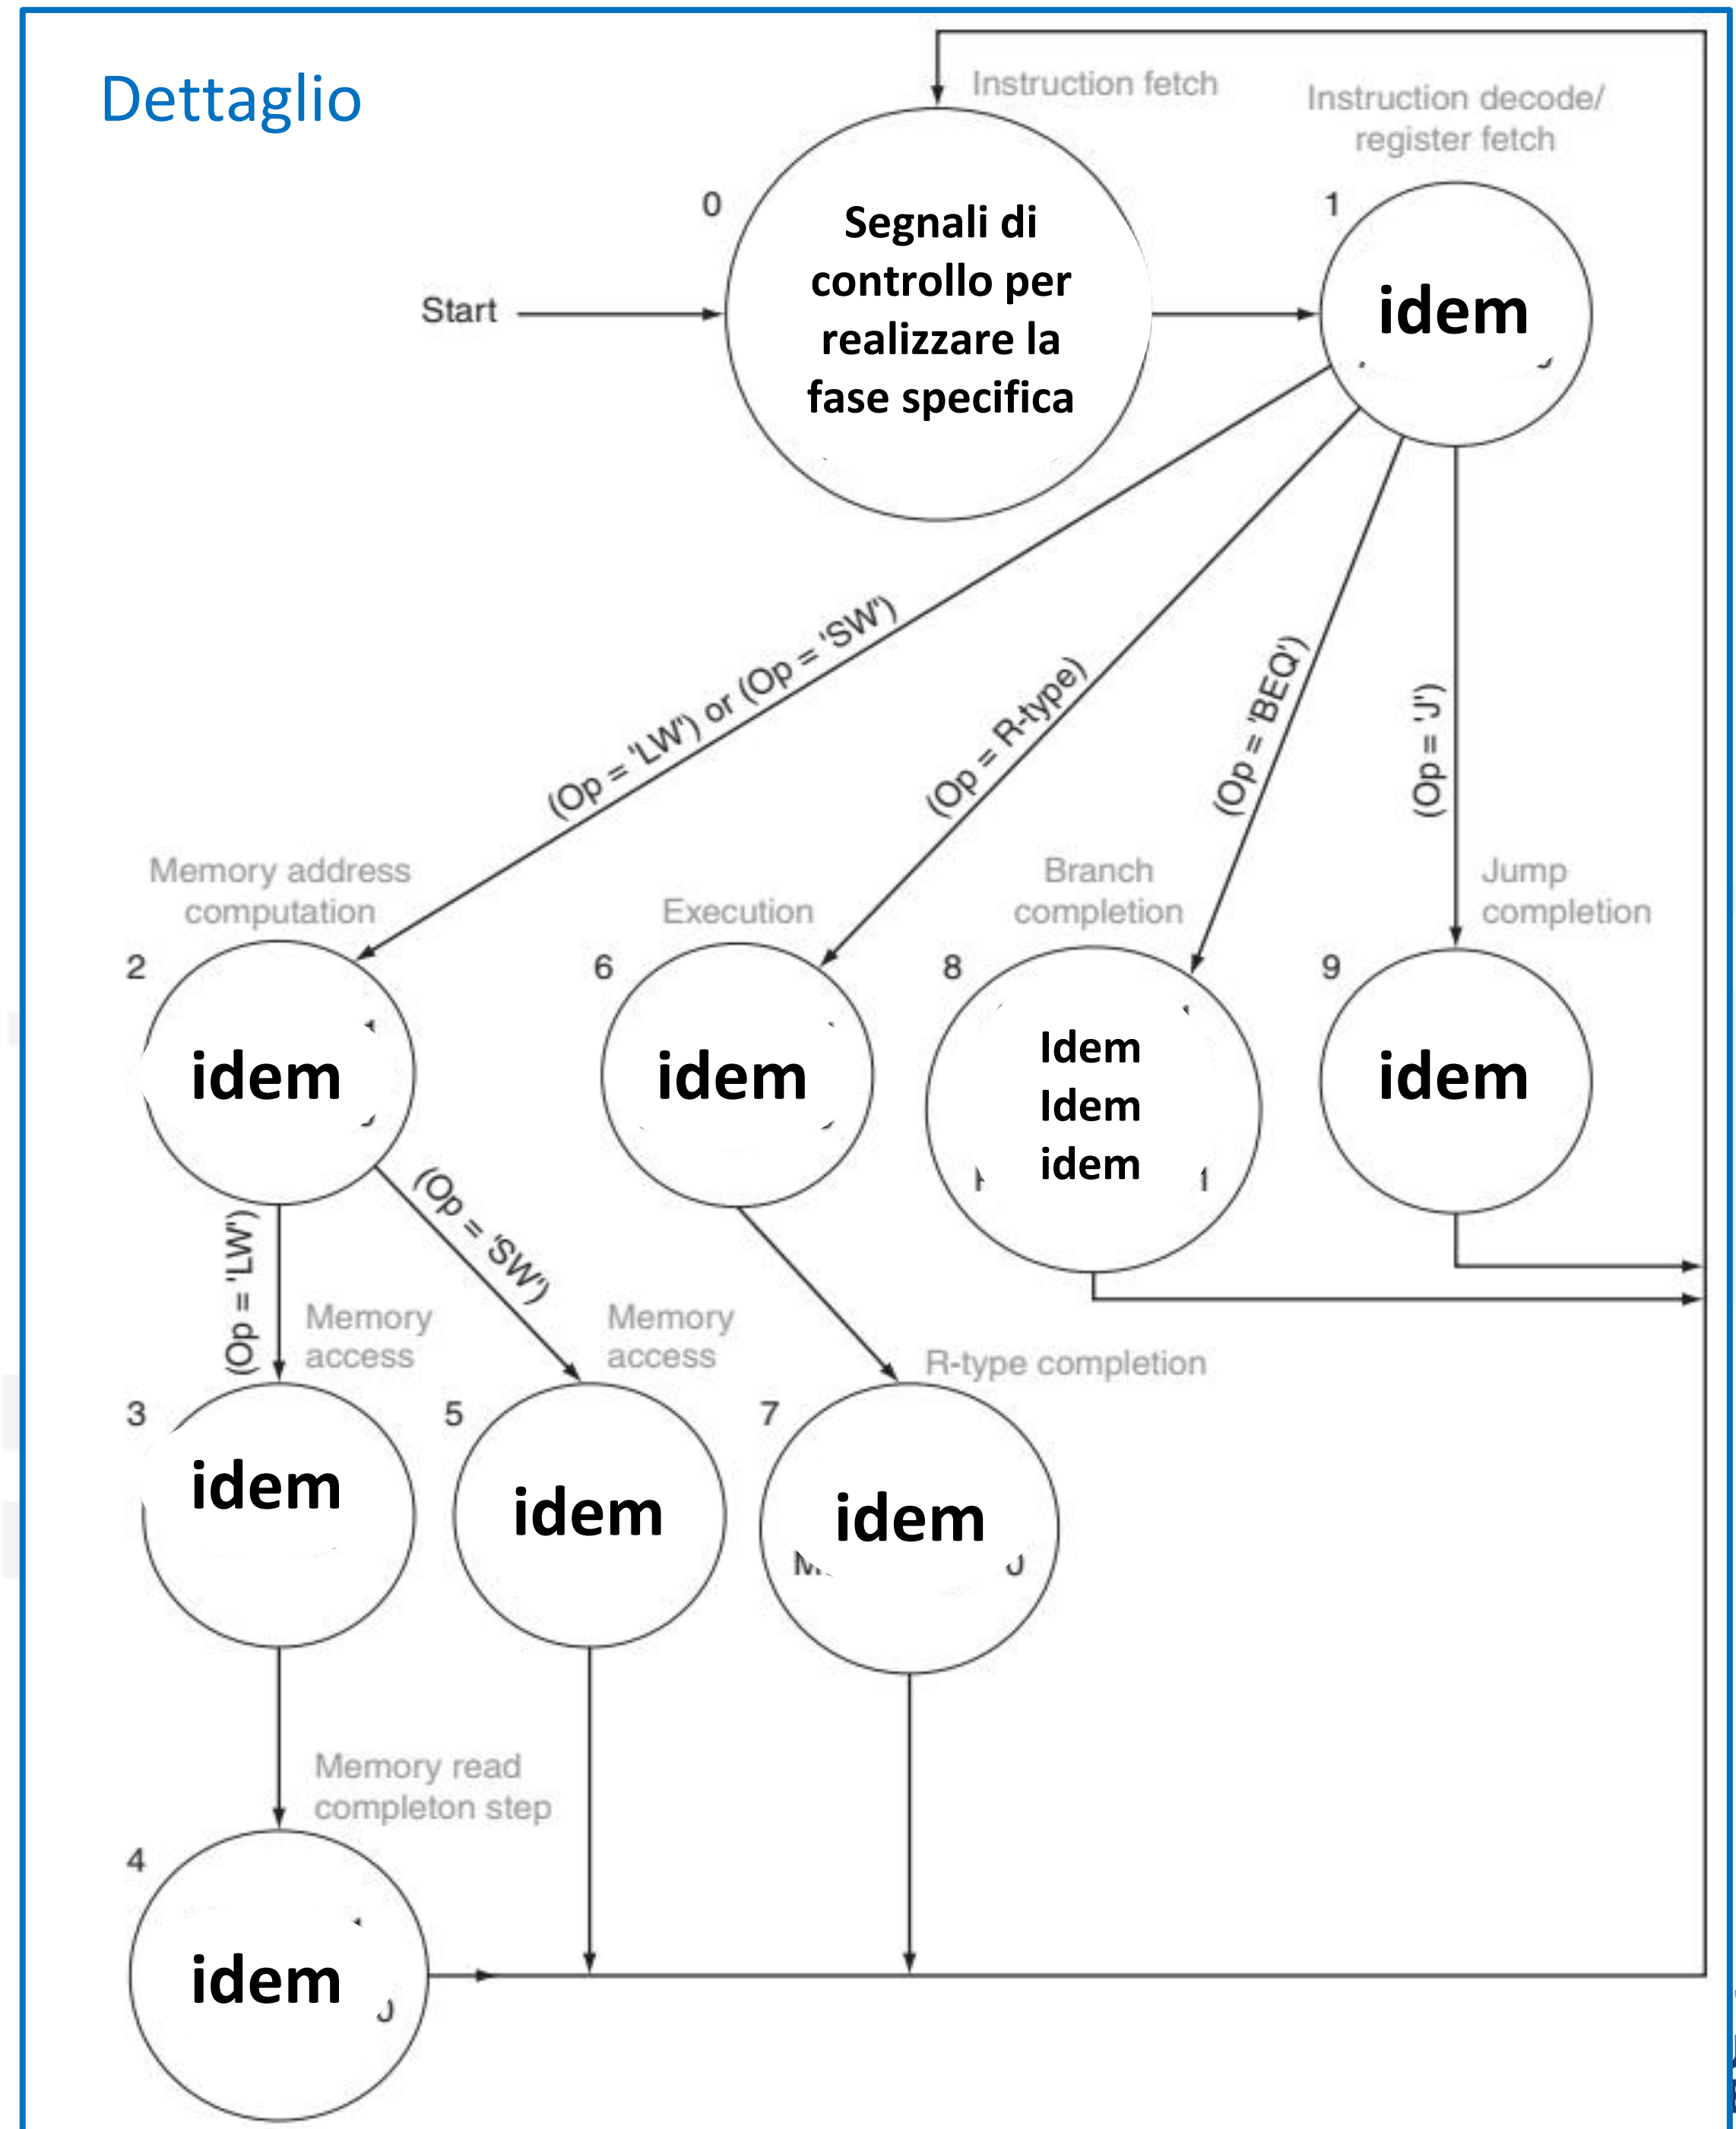 Dettaglio
Instruction fetch
Instruction decode/
register fetch
0
Segnali di
controllo per
realizzare la
fase specifica
1
idem
Start
(Op = 'LW') or (Op = 'SW')
(Op = R-type)
(Op = 'BEQ')
(Op = 'J')
Memory address
computation
2
idem
Execution
6
idem
Branch
completion
8
Idem
Idem
idem
Jump
completion
9
idem
(Op = 'LW')
(Op = 'SW')
Memory
access
3
idem
Memory
access
5
idem
R-type completion
7
idem
Memory read
completon step
4
idem